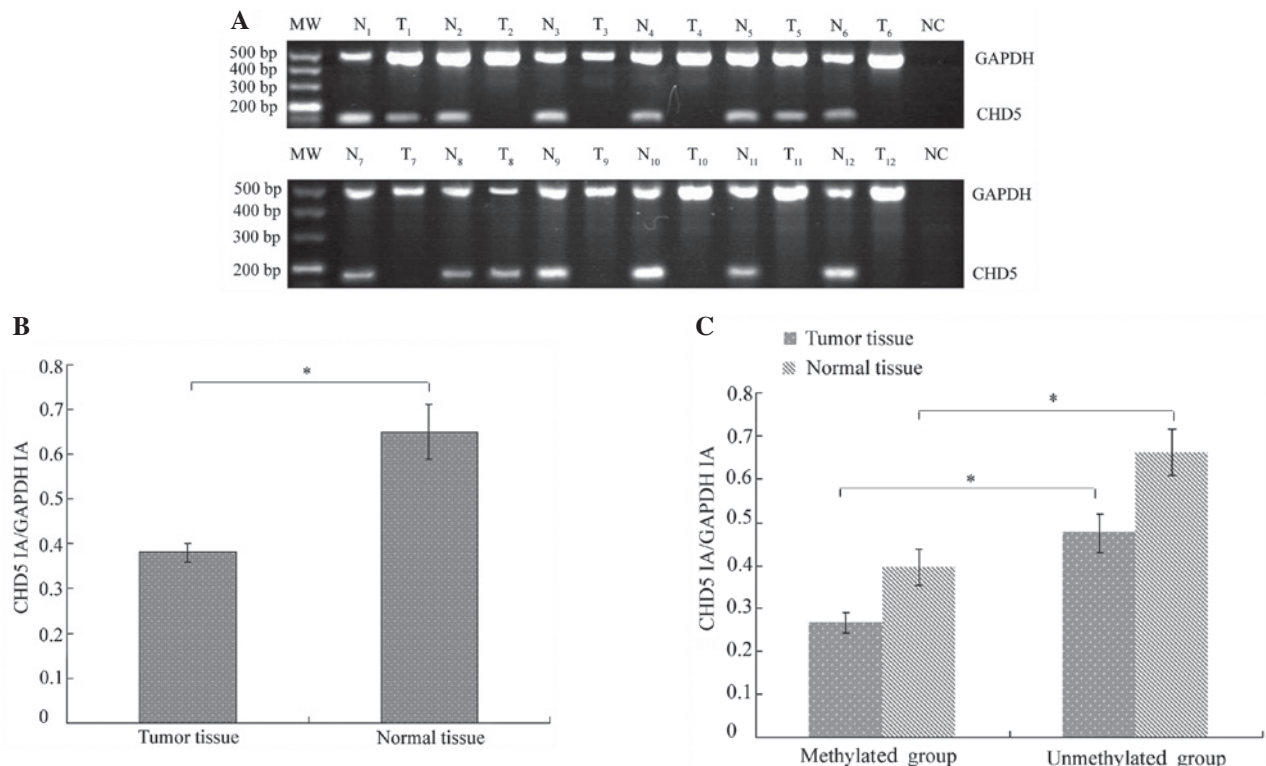 A
MW N1 T1 N2 T2 N3 T3 N4 T4 N5 T5 N6 T6 NC
500 bp
400 bp
300 bp
200 bp
GAPDH
CHD5
MW N7 T7 N8 T8 N9 T9 N10 T10 N11 T11 N12 T12 NC
500 bp
400 bp
300 bp
200 bp
GAPDH
CHD5
B
CHD5 IA/GAPDH IA
0.8
0.7
0.6
0.5
0.4
0.3
0.2
0.1
0
*
Tumor tissue Normal tissue
C
Tumor tissue
Normal tissue
CHD5 IA/GAPDH IA
0.8
0.7
0.6
0.5
0.4
0.3
0.2
0.1
0
*
*
Methylated group Unmethylated group